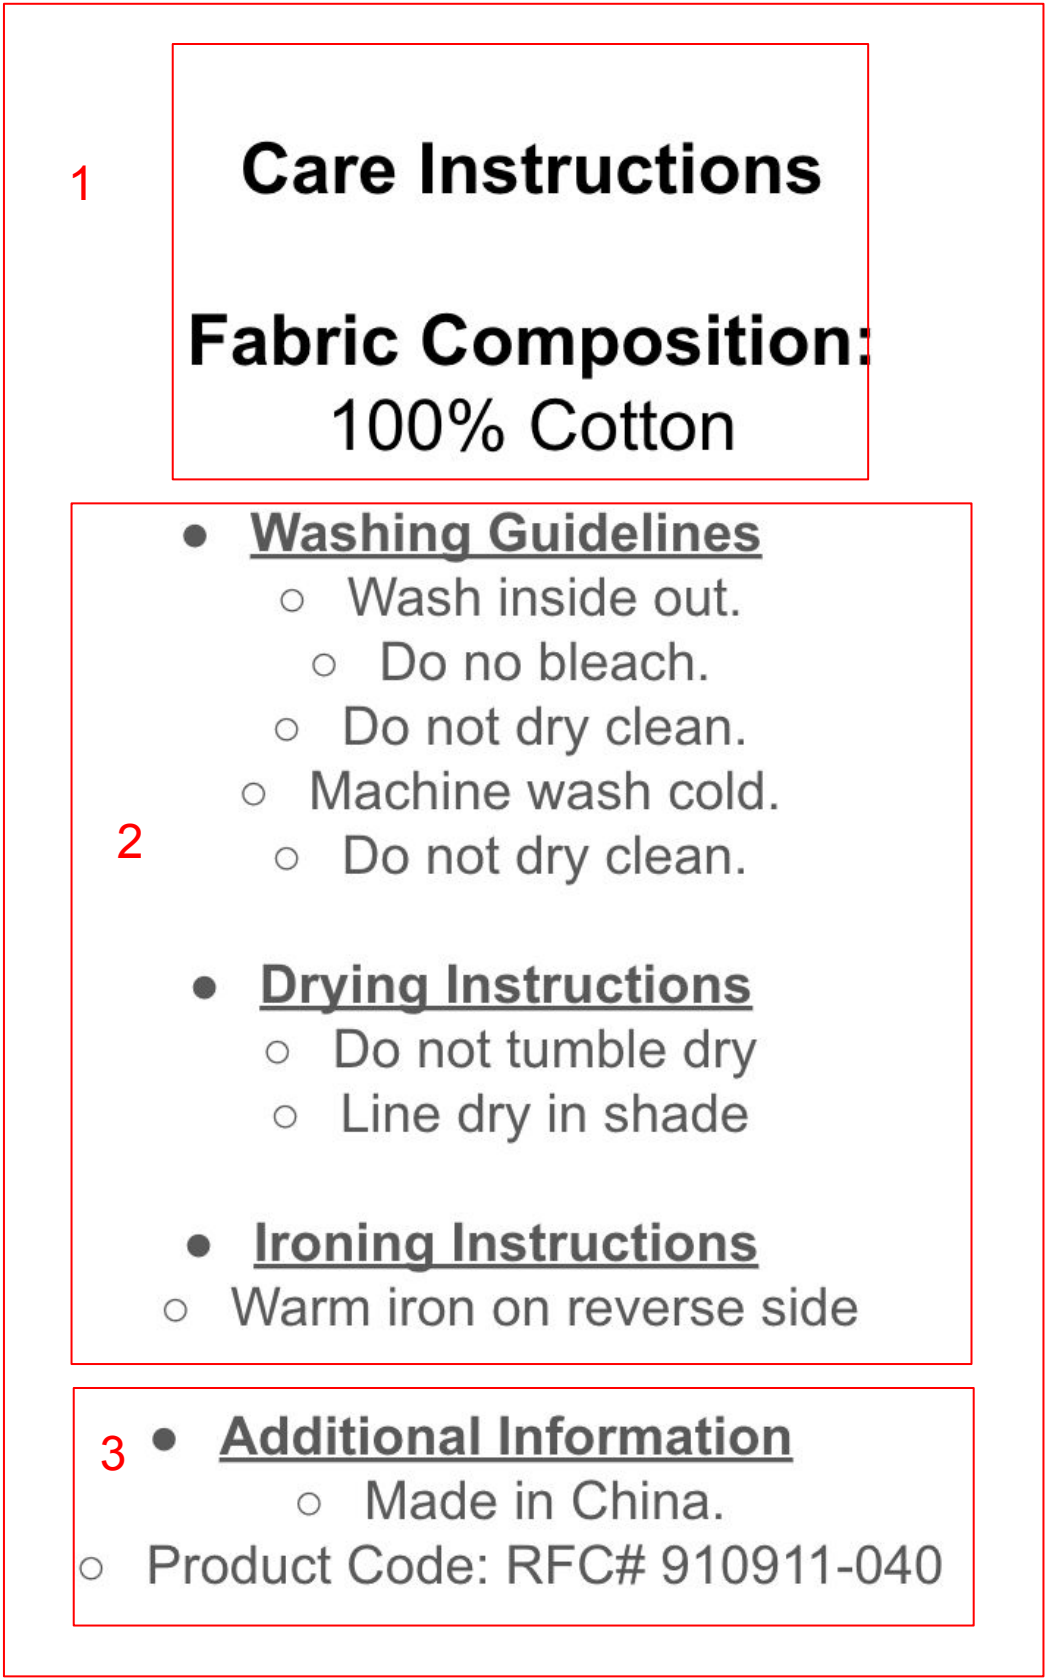 1
Care Instructions
Fabric Composition:
100% Cotton
2
● Washing Guidelines
○ Wash inside out.
○ Do no bleach.
○ Do not dry clean.
○ Machine wash cold.
○ Do not dry clean.
● Drying Instructions
○ Do not tumble dry
○ Line dry in shade
● Ironing Instructions
○ Warm iron on reverse side
3
● Additional Information
○ Made in China.
○ Product Code: RFC# 910911-040